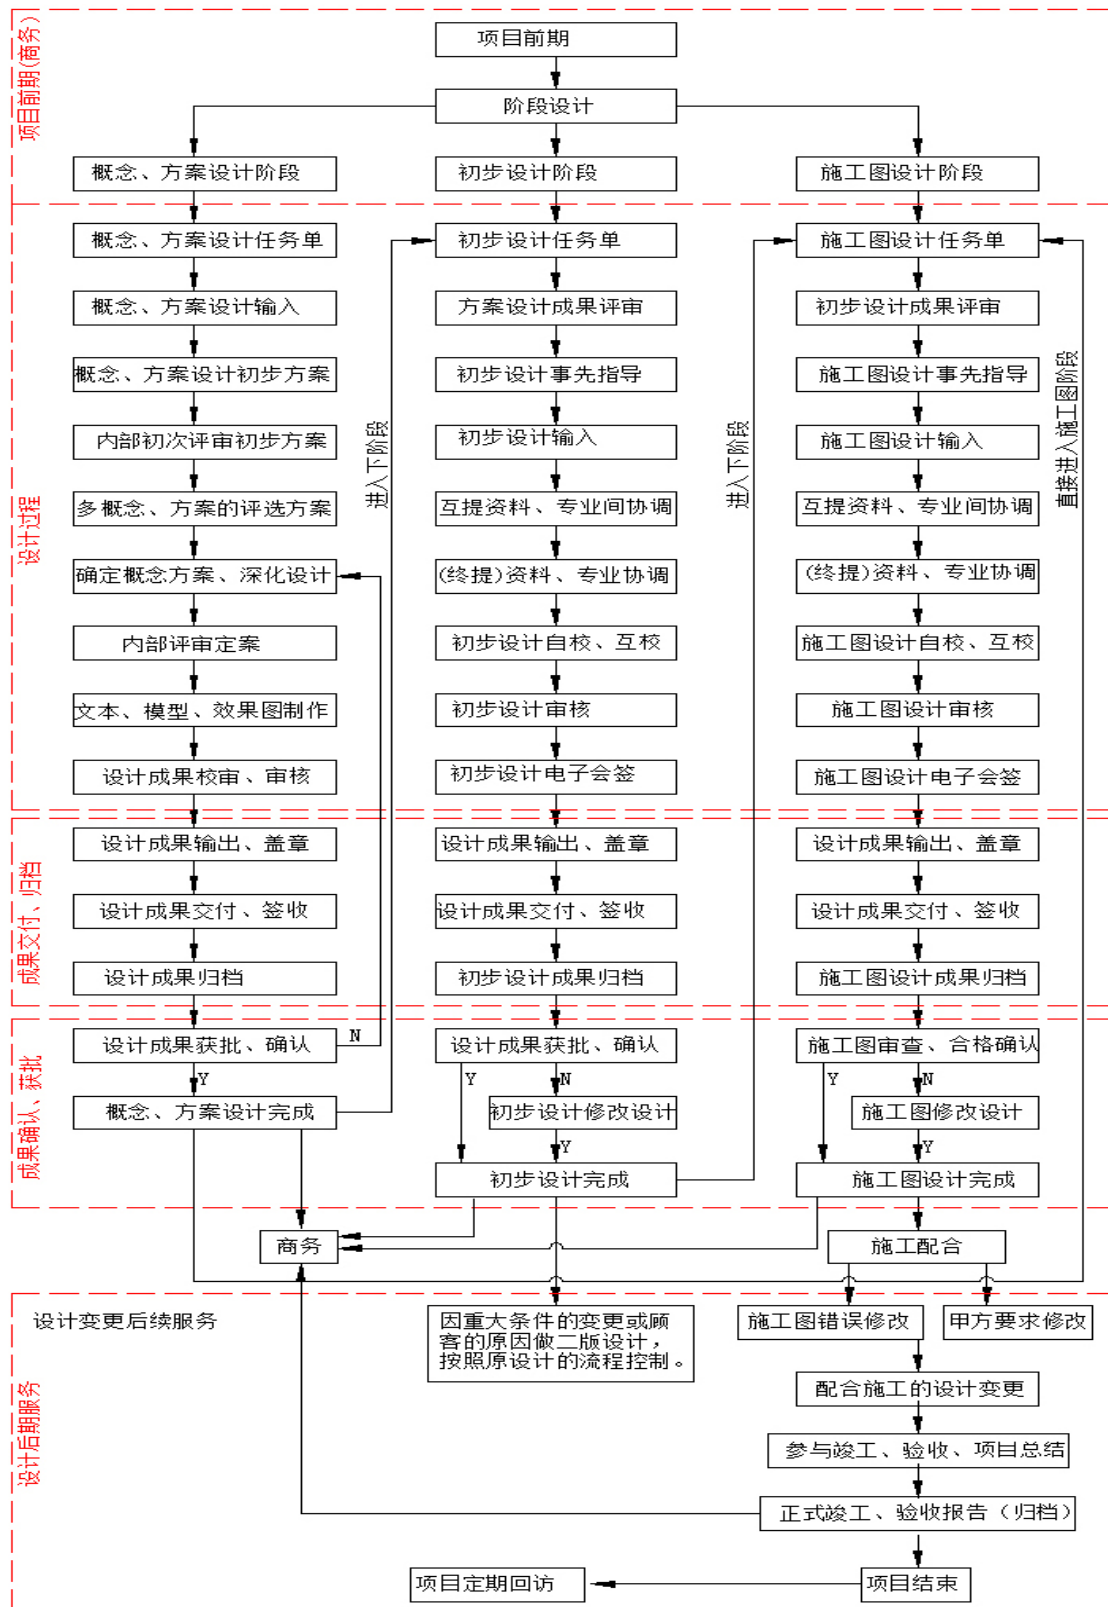 项目前期(商务)
项目前期
阶段设计
概念、方案设计阶段
初步设计阶段
施工图设计阶段
设计过程
概念、方案设计任务单
初步设计任务单
施工图设计任务单
概念、方案设计输入
方案设计成果评审
初步设计成果评审
概念、方案设计初步方案
初步设计事先指导
施工图设计事先指导
内部初次评审初步方案
进入下阶段
初步设计输入
进入下阶段
施工图设计输入
直接进入施工图阶段
多概念、方案的评选方案
互提资料、专业间协调
互提资料、专业间协调
确定概念方案、深化设计
(终提)资料、专业协调
(终提)资料、专业协调
内部评审定案
初步设计自校、互校
施工图设计自校、互校
文本、模型、效果图制作
初步设计审核
施工图设计审核
设计成果校审、审核
初步设计电子会签
施工图设计电子会签
成果交付、归档
设计成果输出、盖章
设计成果输出、盖章
设计成果输出、盖章
设计成果交付、签收
设计成果交付、签收
设计成果交付、签收
设计成果归档
初步设计成果归档
施工图设计成果归档
成果确认、获批
设计成果获批、确认
N
设计成果获批、确认
施工图审查、合格确认
Y
Y
N
Y
N
概念、方案设计完成
初步设计修改设计
施工图修改设计
Y
Y
初步设计完成
施工图设计完成
商务
施工配合
设计后期服务
设计变更后续服务
因重大条件的变更或顾
客的原因做二版设计，
按照原设计的流程控制。
施工图错误修改
甲方要求修改
配合施工的设计变更
参与竣工、验收、项目总结
正式竣工、验收报告（归档）
项目定期回访
项目结束